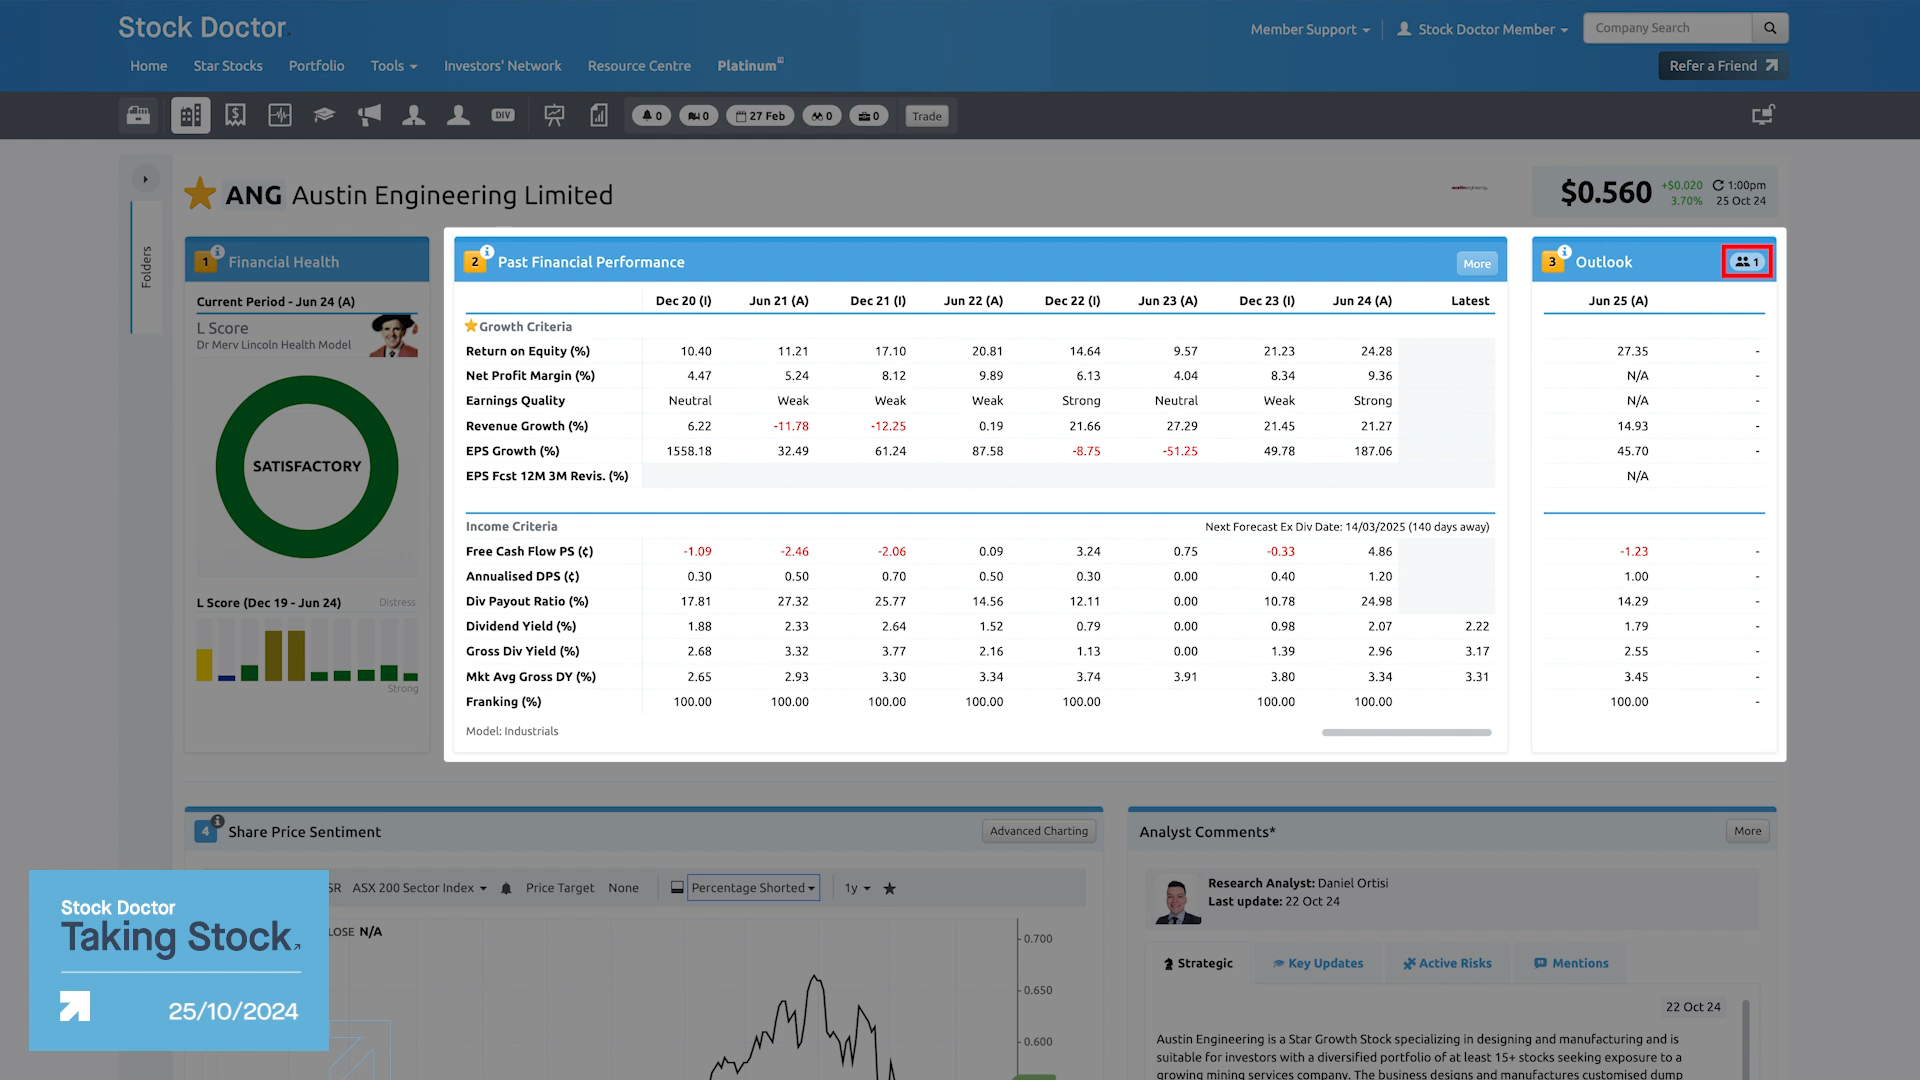 Stock Doctor
Member Support
Stock Doctor Member
Company Search
Home Star Stocks Portfolio Tools Investors' Network Resource Centre Platinum
Refer a Friend
DIV 0 0 27 Feb 0 0 Trade
ANG Austin Engineering Limited
$0.560 +$0.020 1:00pm
3.70% 25 Oct 24
Folders
1 Financial Health
Current Period - Jun 24 (A)
L Score
Dr Merv Lincoln Health Model
SATISFACTORY
L Score (Dec 19 - Jun 24) Distress
Strong
2 Past Financial Performance More
Dec 20 (I) Jun 21 (A) Dec 21 (I) Jun 22 (A) Dec 22 (I) Jun 23 (A) Dec 23 (I) Jun 24 (A) Latest
Growth Criteria
Return on Equity (%) 10.40 11.21 17.10 20.81 14.64 9.57 21.23 24.28
Net Profit Margin (%) 4.47 5.24 8.12 9.89 6.13 4.04 8.34 9.36
Earnings Quality Neutral Weak Weak Weak Strong Neutral Weak Strong
Revenue Growth (%) 6.22 -11.78 -12.25 0.19 21.66 27.29 21.45 21.27
EPS Growth (%) 1558.18 32.49 61.24 87.58 -8.75 -51.25 49.78 187.06
EPS Fcst 12M 3M Revis. (%)
Income Criteria Next Forecast Ex Div Date: 14/03/2025 (140 days away)
Free Cash Flow PS (¢) -1.09 -2.46 -2.06 0.09 3.24 0.75 -0.33 4.86
Annualised DPS (¢) 0.30 0.50 0.70 0.50 0.30 0.00 0.40 1.20
Div Payout Ratio (%) 17.81 27.32 25.77 14.56 12.11 0.00 10.78 24.98
Dividend Yield (%) 1.88 2.33 2.64 1.52 0.79 0.00 0.98 2.07 2.22
Gross Div Yield (%) 2.68 3.32 3.77 2.16 1.13 0.00 1.39 2.96 3.17
Mkt Avg Gross DY (%) 2.65 2.93 3.30 3.34 3.74 3.91 3.80 3.34 3.31
Franking (%) 100.00 100.00 100.00 100.00 100.00 100.00 100.00
Model: Industrials
3 Outlook 1
Jun 25 (A)
27.35 -
N/A -
N/A -
14.93 -
45.70 -
N/A
-1.23 -
1.00 -
14.29 -
1.79 -
2.55 -
3.45 -
100.00 -
4 Share Price Sentiment Advanced Charting
SR ASX 200 Sector Index Price Target None Percentage Shorted 1y
LOSE N/A
0.700
0.650
0.600
Analyst Comments* More
Research Analyst: Daniel Ortisi
Last update: 22 Oct 24
Strategic Key Updates Active Risks Mentions
22 Oct 24
Austin Engineering is a Star Growth Stock specializing in designing and manufacturing and is
suitable for investors with a diversified portfolio of at least 15+ stocks seeking exposure to a
growing mining services company. The business designs and manufactures customised dump
Stock Doctor
Taking Stock
25/10/2024